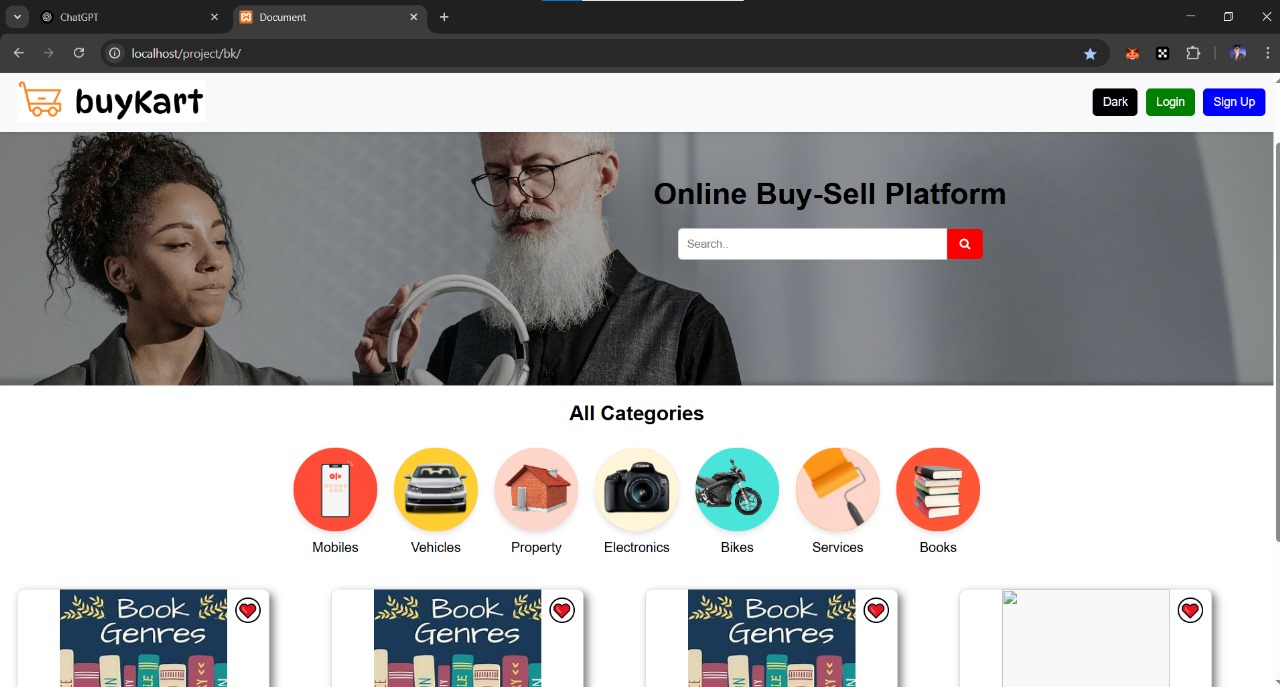 ChatGPT
Document
localhost/project/bk/
buyKart
Dark
Login
Sign Up
Online Buy-Sell Platform
Search..
All Categories
Mobiles
Vehicles
Property
Electronics
Bikes
Services
Books
Book
Genres
Book
Genres
Book
Genres